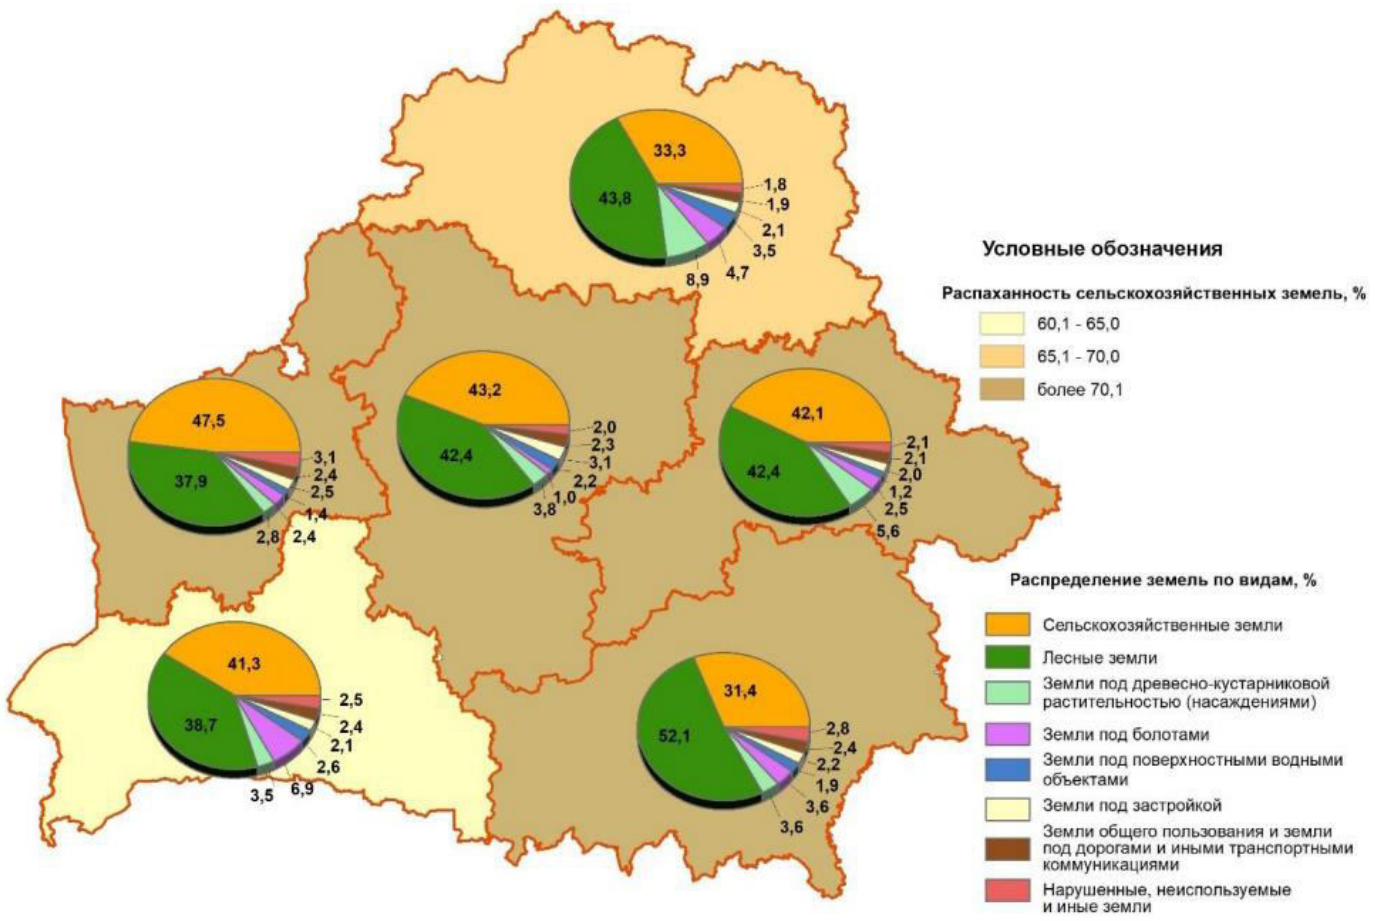 33,3
43,8
1,8
1,9
2,1
3,5
4,7
8,9
Условные обозначения
Распаханность сельскохозяйственных земель, %
60,1 - 65,0
65,1 - 70,0
более 70,1
47,5
37,9
3,1
2,4
2,5
1,4
2,4
2,8
43,2
42,4
2,0
2,3
3,1
2,2
1,0
3,8
42,1
42,4
2,1
2,1
2,0
1,2
2,5
5,6
41,3
38,7
2,5
2,4
2,1
2,6
6,9
3,5
31,4
52,1
2,8
2,4
2,2
1,9
3,6
3,6
Распределение земель по видам, %
Сельскохозяйственные земли
Лесные земли
Земли под древесно-кустарниковой
растительностью (насаждениями)
Земли под болотами
Земли под поверхностными водными
объектами
Земли под застройкой
Земли общего пользования и земли
под дорогами и иными транспортными
коммуникациями
Нарушенные, неиспользуемые
и иные земли